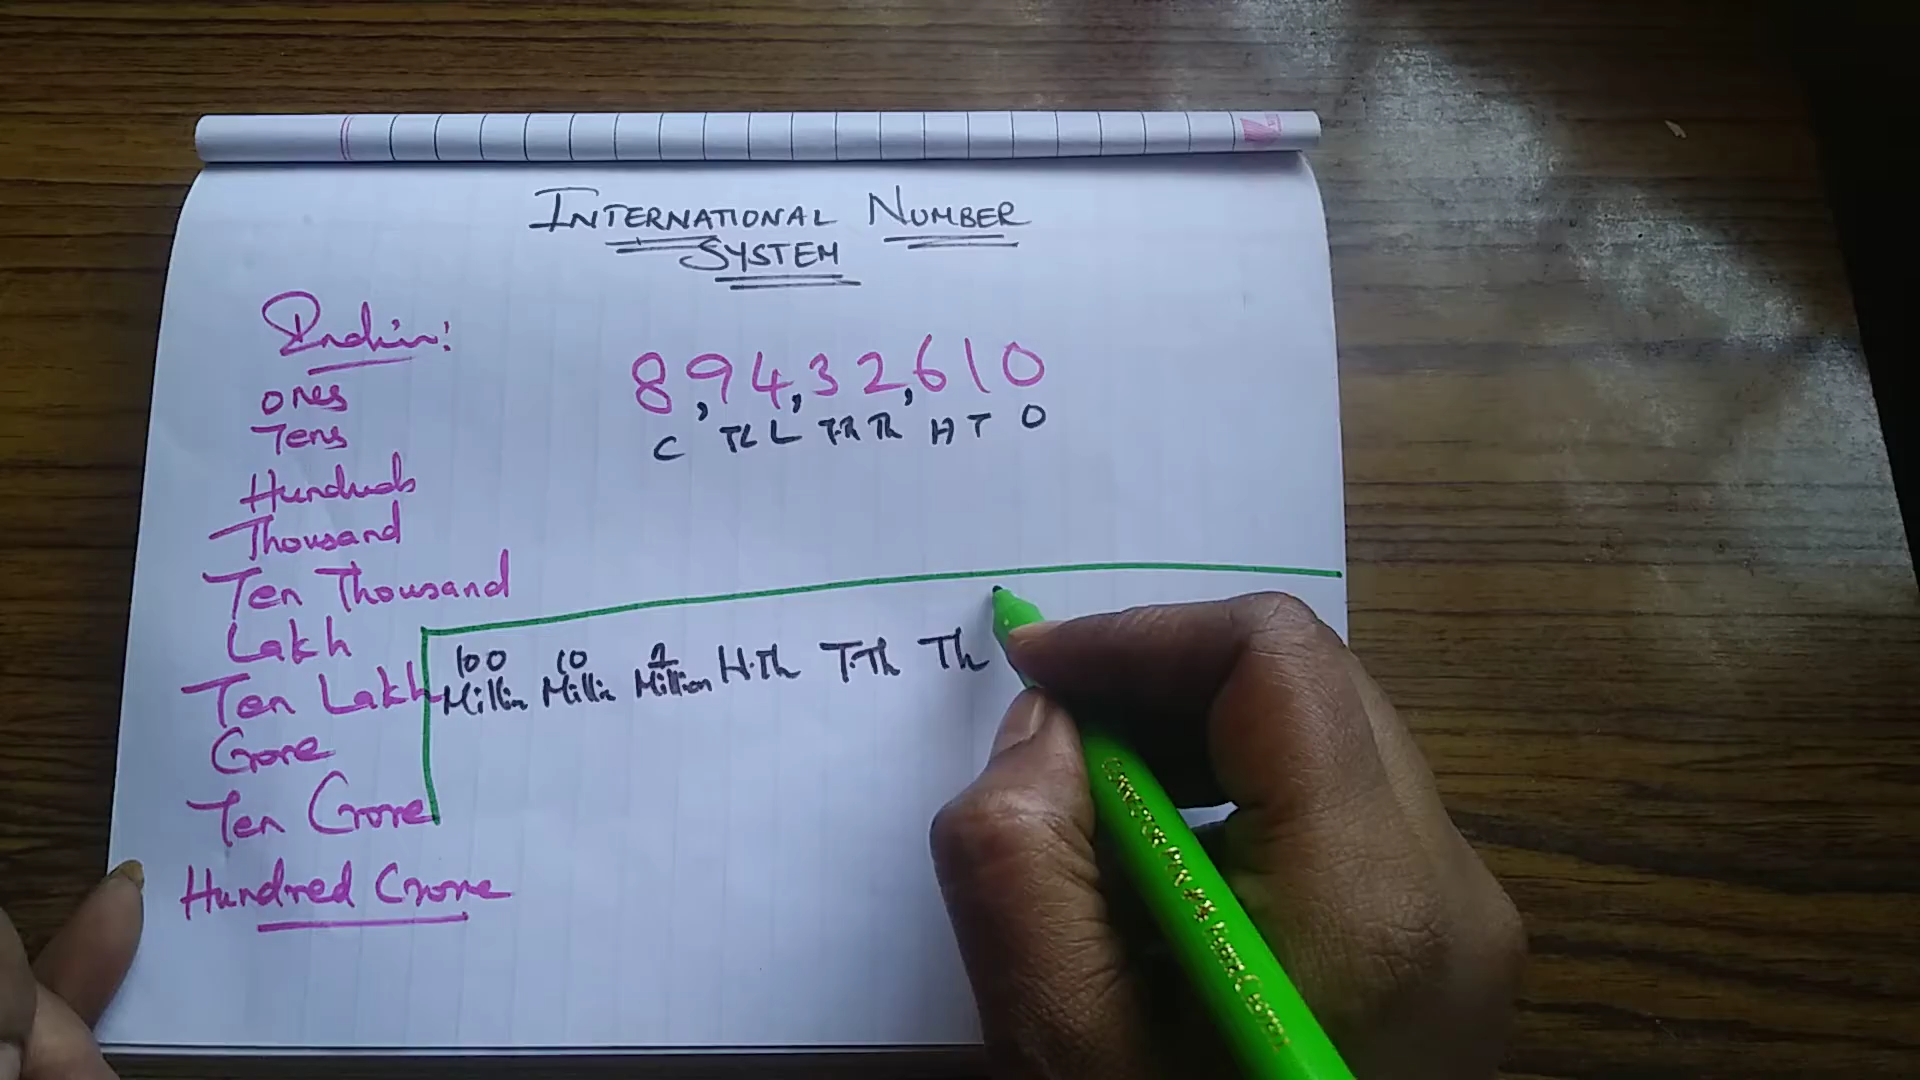 INTERNATIONAL NUMBER
SYSTEM
Indian:
ones
Tens
Hundreds
Thousand
Ten Thousand
Lakh
Ten Lakh
Crore
Ten Crore
Hundred Crore
8,94,32,610
C TL L T.Th Th H T O
100 Million 10 Million 1 Million H.Th T.Th Th